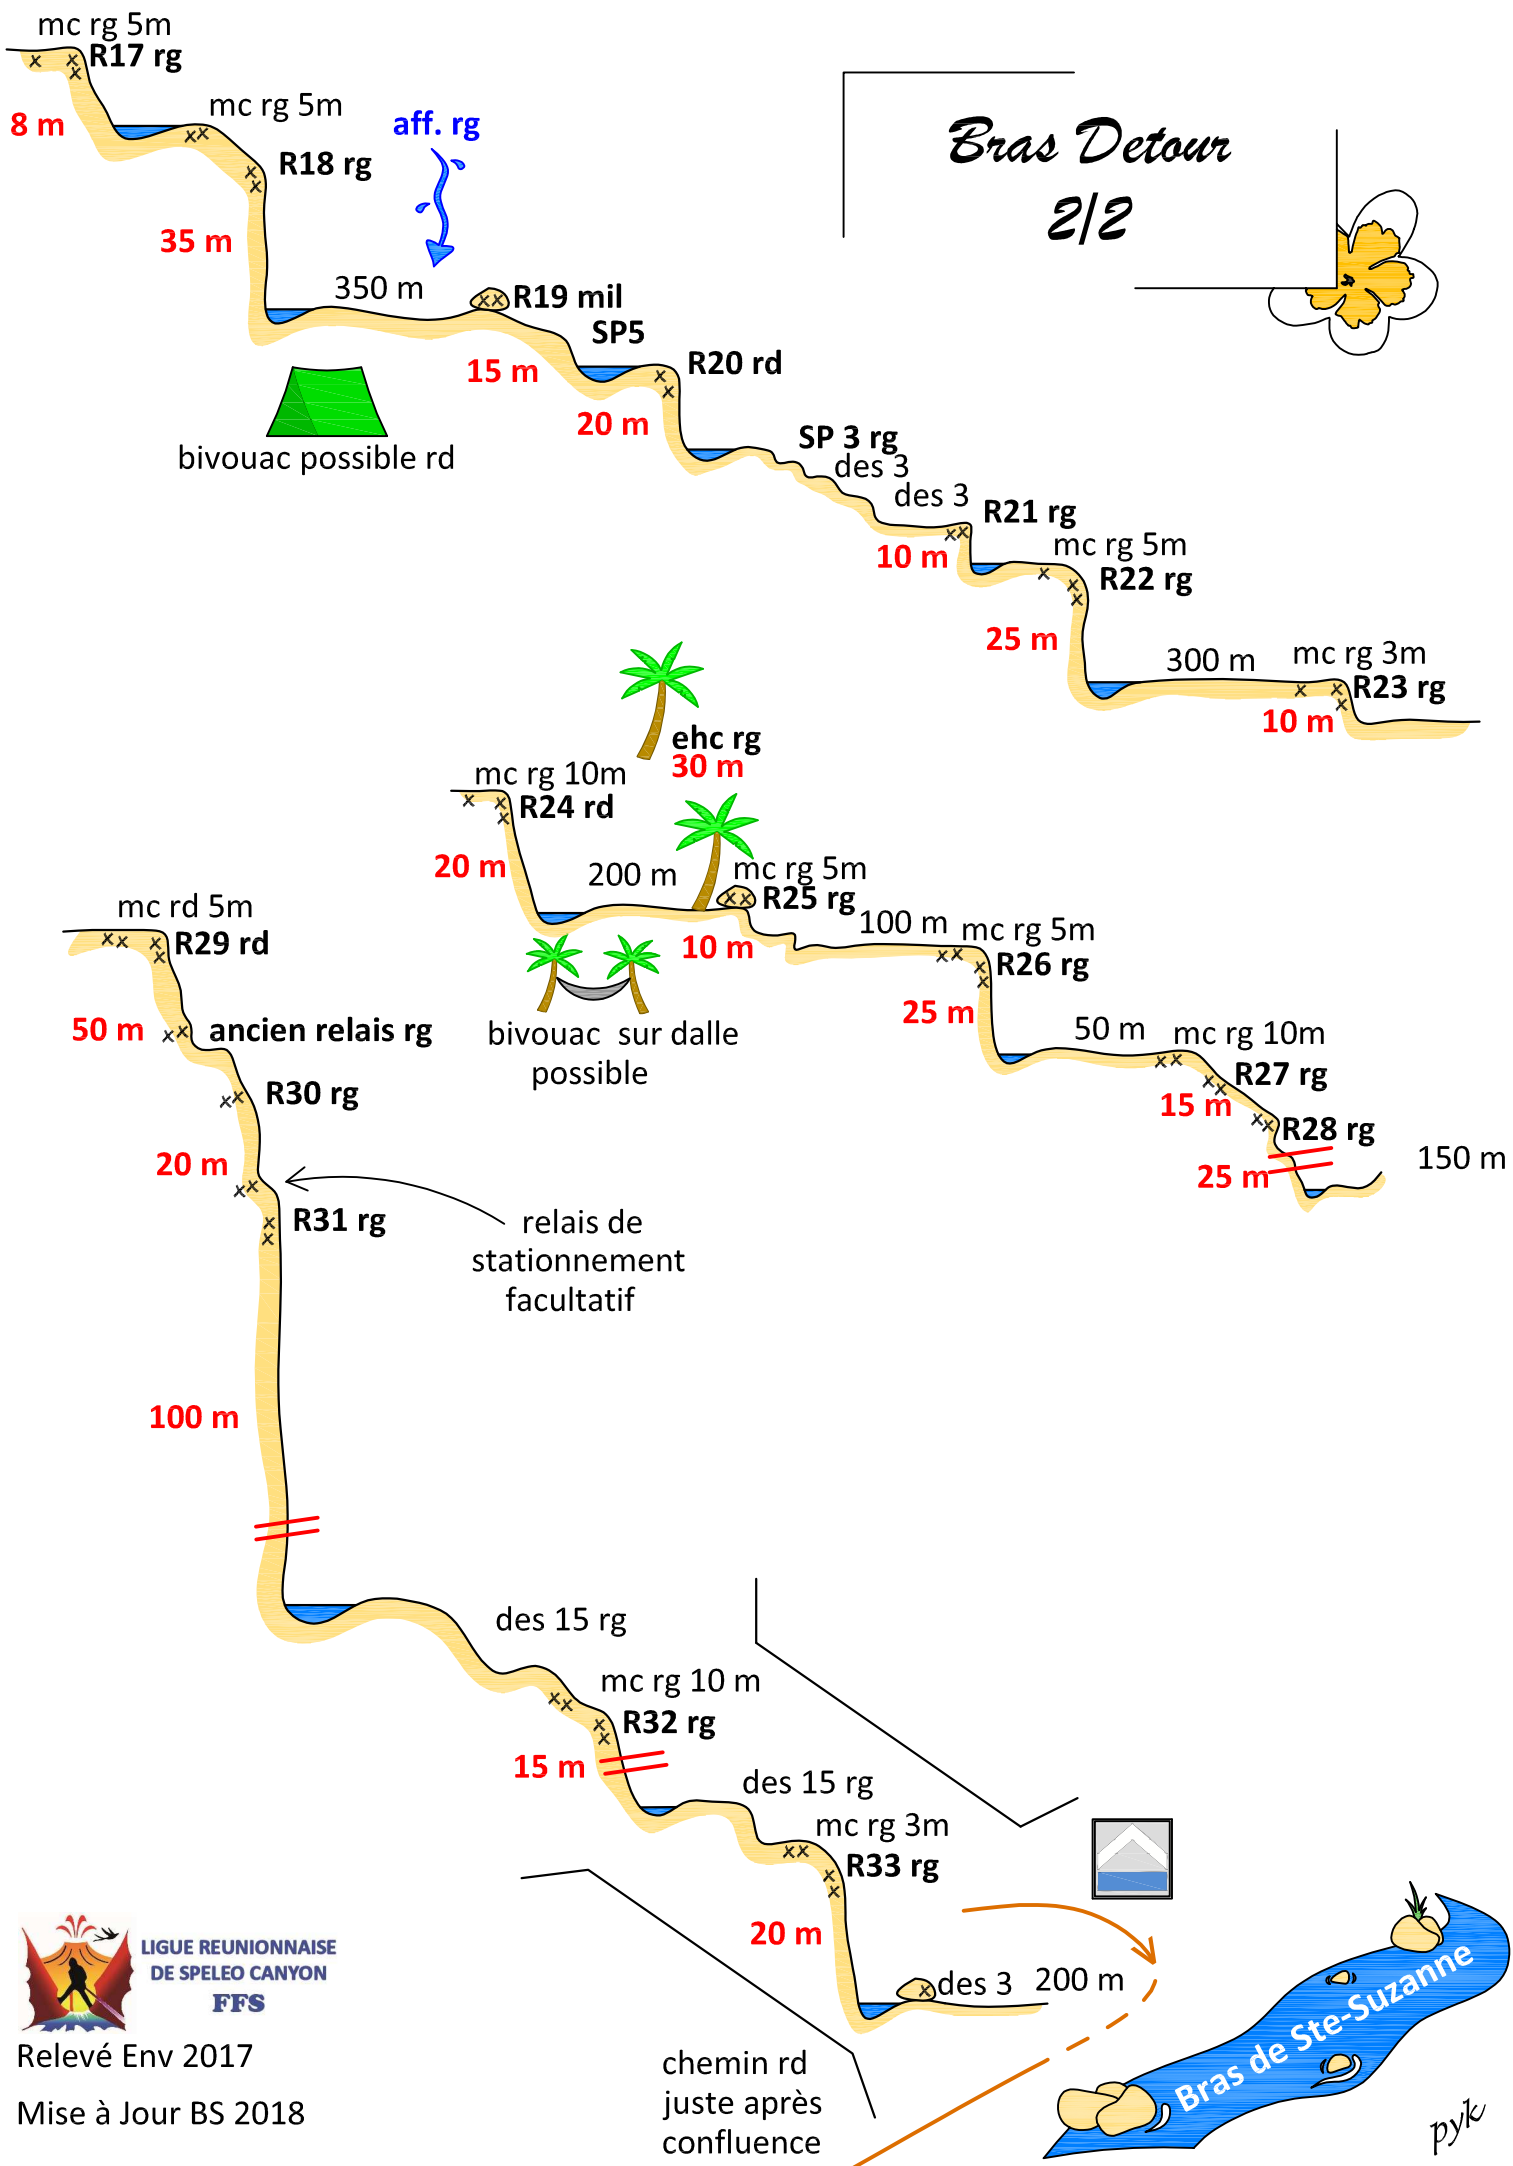 mc rg 5m
R17 rg
8 m
mc rg 5m
R18 rg
35 m
aff. rg
Bras Detour
2/2
350 m
R19 mil
SP5
15 m
R20 rd
20 m
bivouac possible rd
SP 3 rg
des 3
des 3
R21 rg
10 m
mc rg 5m
R22 rg
25 m
300 m
mc rg 3m
R23 rg
10 m
ehc rg
30 m
mc rg 10m
R24 rd
20 m
200 m
mc rg 5m
R25 rg
10 m
bivouac sur dalle
possible
100 m
mc rg 5m
R26 rg
25 m
50 m
mc rg 10m
R27 rg
15 m
R28 rg
25 m
150 m
mc rd 5m
R29 rd
50 m
ancien relais rg
R30 rg
20 m
R31 rg
relais de
stationnement
facultatif
100 m
des 15 rg
mc rg 10 m
R32 rg
15 m
des 15 rg
mc rg 3m
R33 rg
20 m
des 3
200 m
chemin rd
juste après
confluence
Bras de Ste-Suzanne
pyk
LIGUE REUNIONNAISE
DE SPELEO CANYON
FFS
Relevé Env 2017
Mise à Jour BS 2018